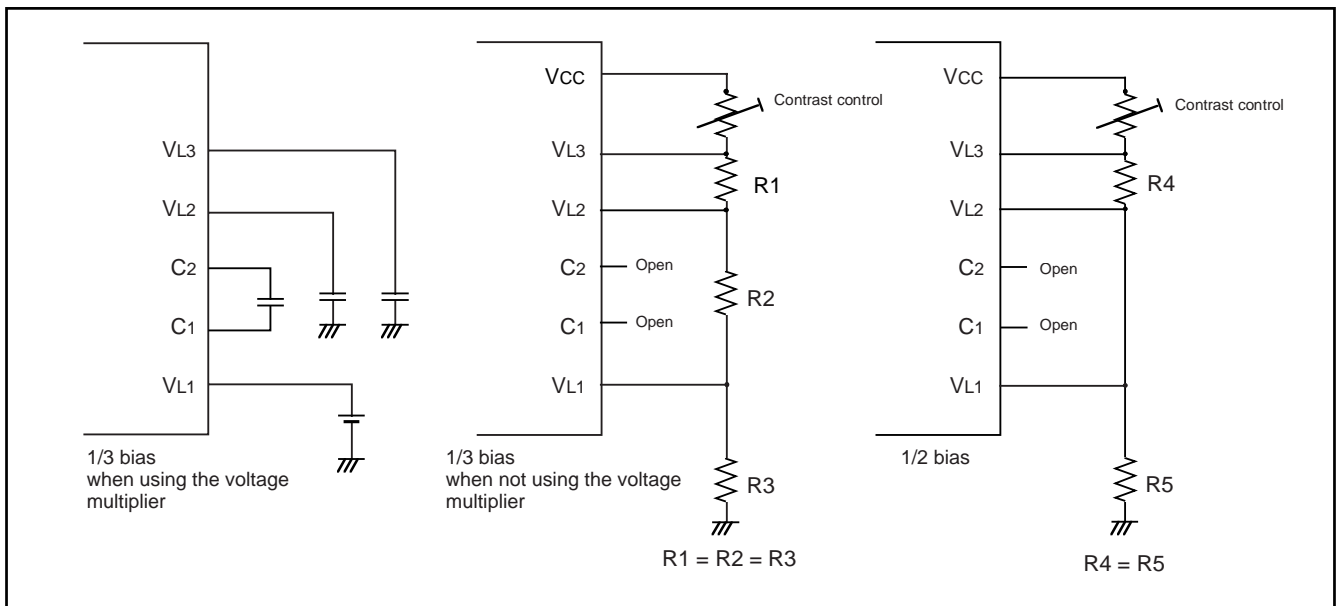 VL3
VL2
C2
C1
VL1
1/3 bias
when using the voltage
multiplier
VCC
Contrast control
VL3
R1
VL2
C2
Open
R2
C1
Open
VL1
1/3 bias
when not using the voltage
multiplier
R3
R1 = R2 = R3
VCC
Contrast control
VL3
R4
VL2
C2
Open
C1
Open
VL1
1/2 bias
R5
R4 = R5